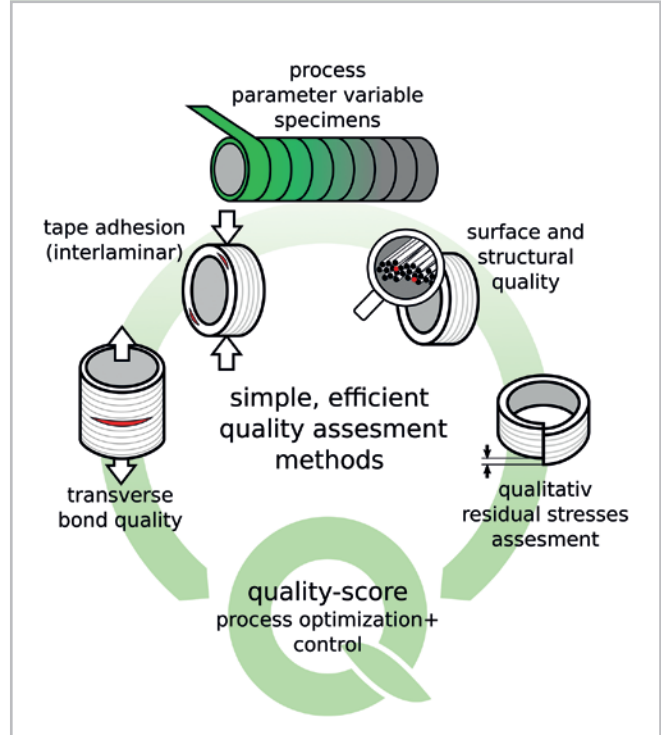 process
parameter variable
specimens
tape adhesion
(interlaminar)
surface and
structural
quality
simple, efficient
quality assesment
methods
transverse
bond quality
qualitativ
residual stresses
assesment
quality-score
process optimization+
control